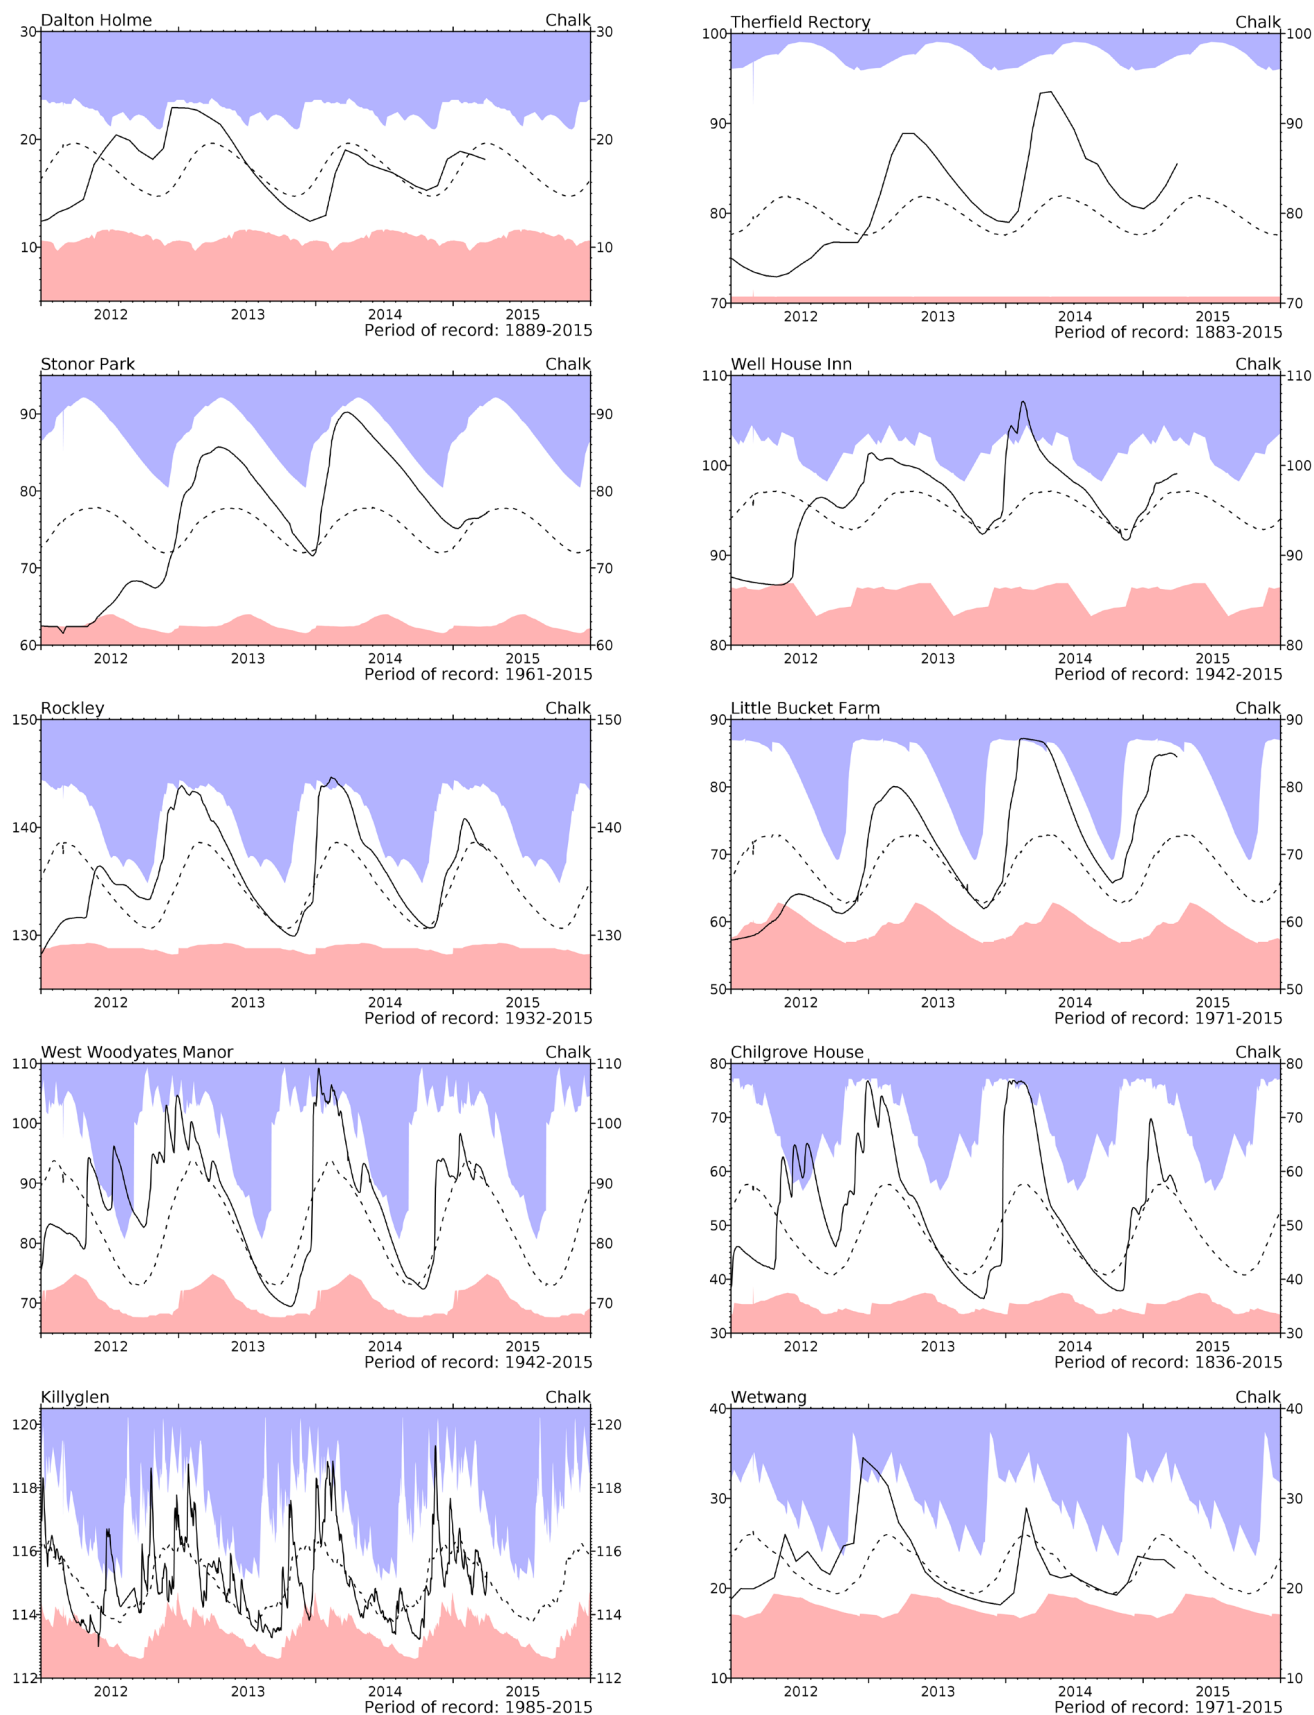 Dalton Holme Chalk
30 30
20 20
10 10
2012 2013 2014 2015
Period of record: 1889-2015
Therfield Rectory Chalk
100 100
90 90
80 80
70 70
2012 2013 2014 2015
Period of record: 1883-2015
Stonor Park Chalk
90 90
80 80
70 70
60 60
2012 2013 2014 2015
Period of record: 1961-2015
Well House Inn Chalk
110 110
100 100
90 90
80 80
2012 2013 2014 2015
Period of record: 1942-2015
Rockley Chalk
150 150
140 140
130 130
2012 2013 2014 2015
Period of record: 1932-2015
Little Bucket Farm Chalk
90 90
80 80
70 70
60 60
50 50
2012 2013 2014 2015
Period of record: 1971-2015
West Woodyates Manor Chalk
110 110
100 100
90 90
80 80
70 70
2012 2013 2014 2015
Period of record: 1942-2015
Chilgrove House Chalk
80 80
70 70
60 60
50 50
40 40
30 30
2012 2013 2014 2015
Period of record: 1836-2015
Killyglen Chalk
120 120
118 118
116 116
114 114
112 112
2012 2013 2014 2015
Period of record: 1985-2015
Wetwang Chalk
40 40
30 30
20 20
10 10
2012 2013 2014 2015
Period of record: 1971-2015